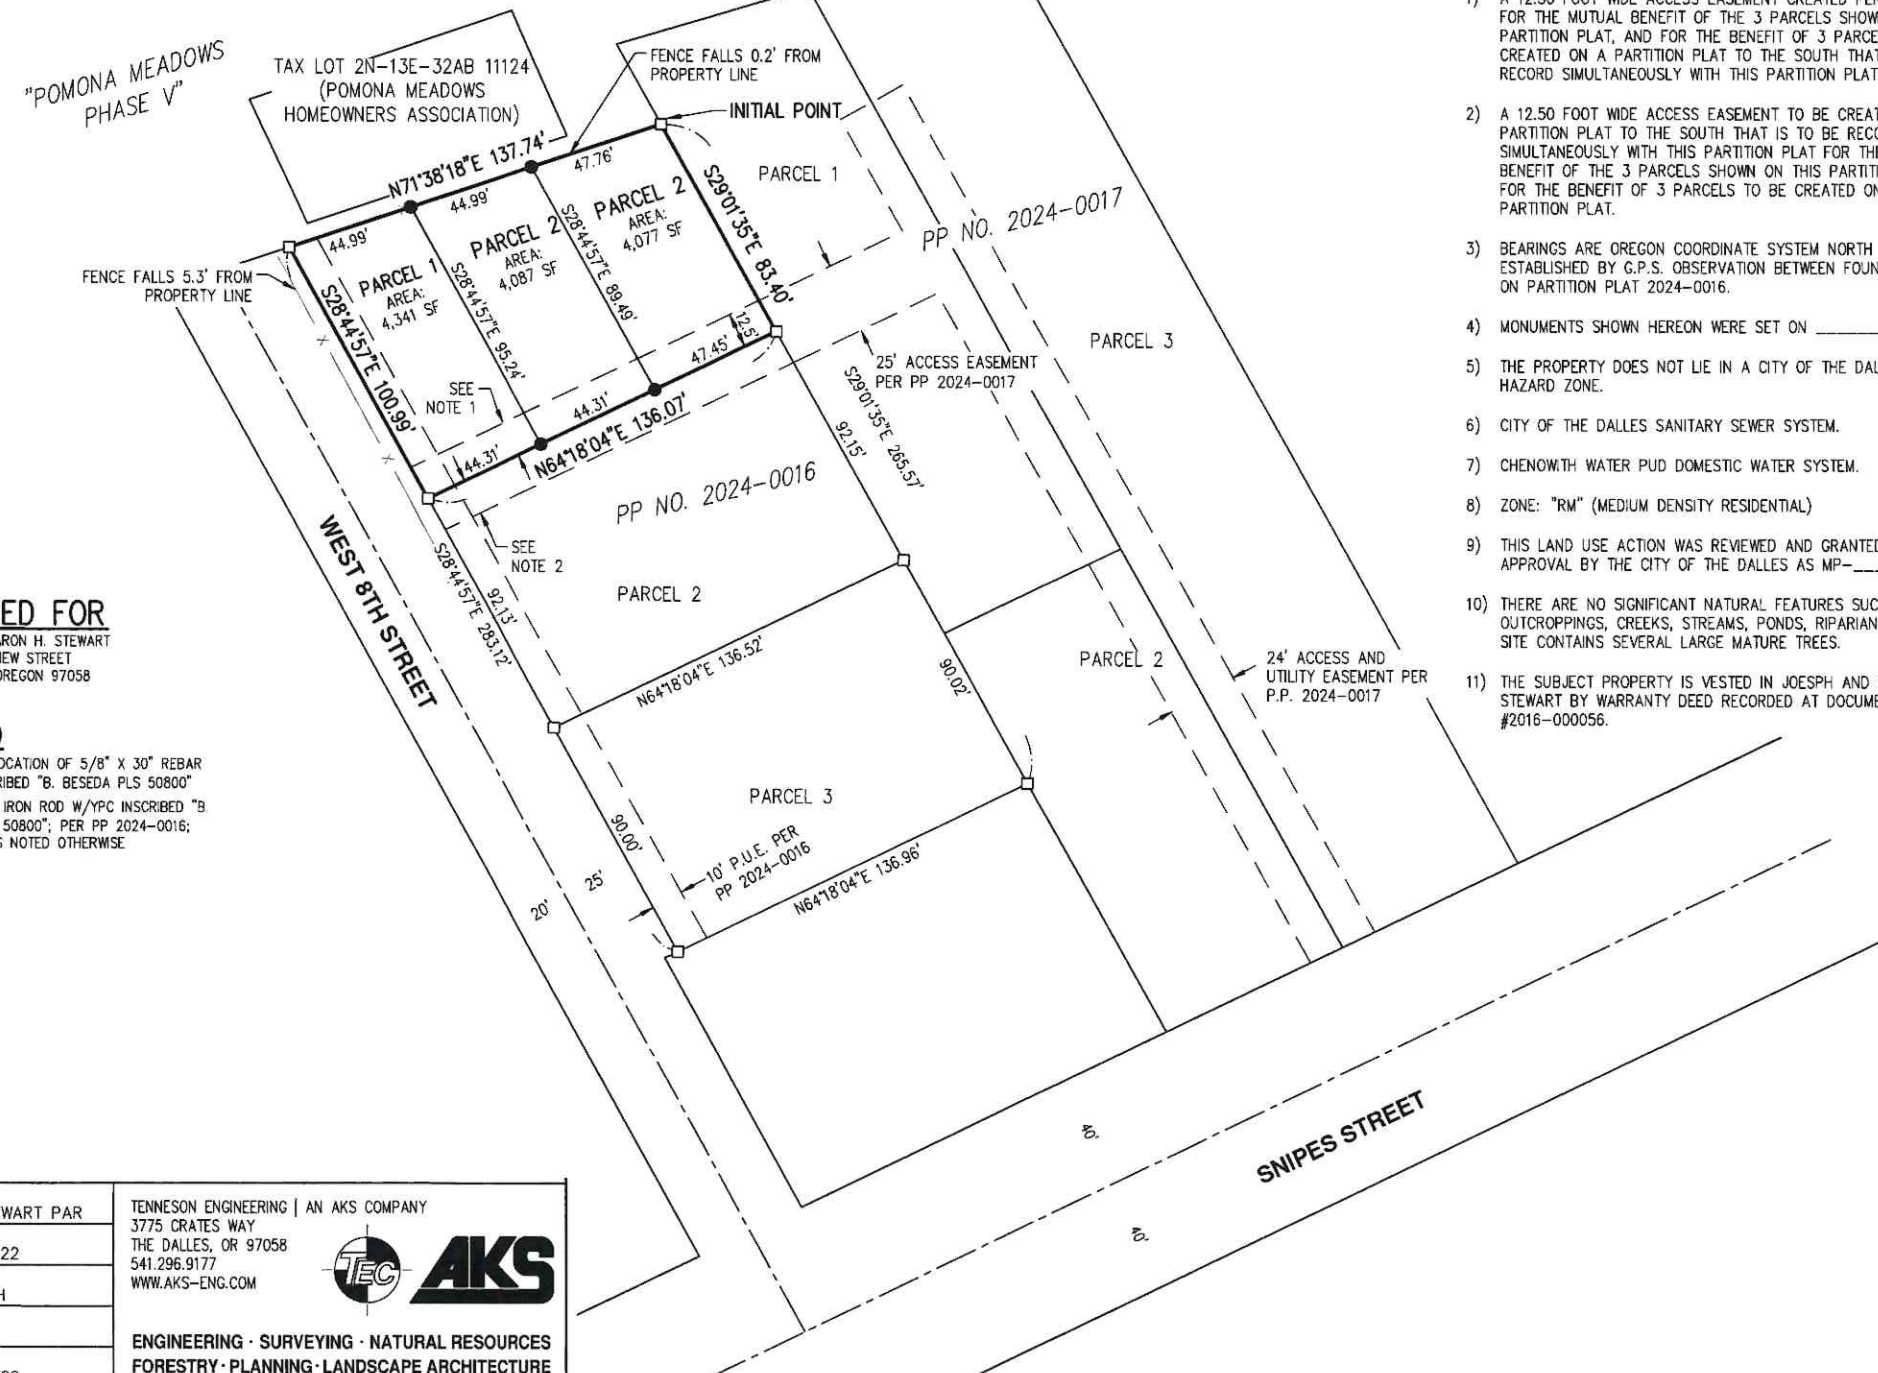 "POMONA MEADOWS
PHASE V"
TAX LOT 2N-13E-32AB 11124
(POMONA MEADOWS
HOMEOWNERS ASSOCIATION)
FENCE FALLS 0.2' FROM
PROPERTY LINE
INITIAL POINT
N71°38'18"E 137.74'
47.76'
44.99'
44.99'
PARCEL 1
AREA:
4,341 SF
PARCEL 2
AREA:
4,087 SF
PARCEL 2
AREA:
4,077 SF
S29°01'35"E 83.40'
S28°44'57"E 89.49'
S28°44'57"E 95.24'
S28°44'57"E 100.99'
FENCE FALLS 5.3' FROM
PROPERTY LINE
X
X
SEE
NOTE 1
12.5'
47.45'
44.31'
44.31'
N64°18'04"E 136.07'
PARCEL 1
PP NO. 2024-0017
PARCEL 3
25' ACCESS EASEMENT
PER PP 2024-0017
S29°01'35"E 265.57'
92.15'
PP NO. 2024-0016
SEE
NOTE 2
PARCEL 2
S28°44'57"E 283.12'
92.13'
WEST 8TH STREET
N64°18'04"E 136.52'
90.02'
PARCEL 2
24' ACCESS AND
UTILITY EASEMENT PER
P.P. 2024-0017
PARCEL 3
90.00'
10' P.U.E. PER
PP 2024-0016
N64°18'04"E 136.96'
25'
20'
40'
40'
SNIPES STREET
FOR THE MUTUAL BENEFIT OF THE 3 PARCELS
PARTITION PLAT, AND FOR THE BENEFIT OF 3
CREATED ON A PARTITION PLAT TO THE SOUTH THAT
RECORD SIMULTANEOUSLY WITH THIS PARTITION PLAT
2) A 12.50 FOOT WIDE ACCESS EASEMENT TO BE
PARTITION PLAT TO THE SOUTH THAT IS TO BE
SIMULTANEOUSLY WITH THIS PARTITION PLAT FOR
BENEFIT OF THE 3 PARCELS SHOWN ON THIS
FOR THE BENEFIT OF 3 PARCELS TO BE CREATED
PARTITION PLAT.
3) BEARINGS ARE OREGON COORDINATE SYSTEM NORTH
ESTABLISHED BY G.P.S. OBSERVATION BETWEEN
ON PARTITION PLAT 2024-0016.
4) MONUMENTS SHOWN HEREON WERE SET ON ______
5) THE PROPERTY DOES NOT LIE IN A CITY OF THE
HAZARD ZONE.
6) CITY OF THE DALLES SANITARY SEWER SYSTEM.
7) CHENOWITH WATER PUD DOMESTIC WATER SYSTEM.
8) ZONE: "RM" (MEDIUM DENSITY RESIDENTIAL)
9) THIS LAND USE ACTION WAS REVIEWED AND GRANTED
APPROVAL BY THE CITY OF THE DALLES AS MP-___
10) THERE ARE NO SIGNIFICANT NATURAL FEATURES
OUTCROPPINGS, CREEKS, STREAMS, PONDS, RIPARIAN
SITE CONTAINS SEVERAL LARGE MATURE TREES.
11) THE SUBJECT PROPERTY IS VESTED IN JOESPH AND
STEWART BY WARRANTY DEED RECORDED AT
#2016-000056.
ED FOR
RON H. STEWART
EW STREET
OREGON 97058
OCATION OF 5/8" X 30" REBAR
RIBED "B. BESEDA PLS 50800"
IRON ROD W/YPC INSCRIBED "B.
50800"; PER PP 2024-0016;
S NOTED OTHERWISE
WART PAR
22
H
TENNESON ENGINEERING | AN AKS COMPANY
3775 CRATES WAY
THE DALLES, OR 97058
541.296.9177
WWW.AKS-ENG.COM
TEC
AKS
ENGINEERING · SURVEYING · NATURAL RESOURCES
FORESTRY · PLANNING · LANDSCAPE ARCHITECTURE